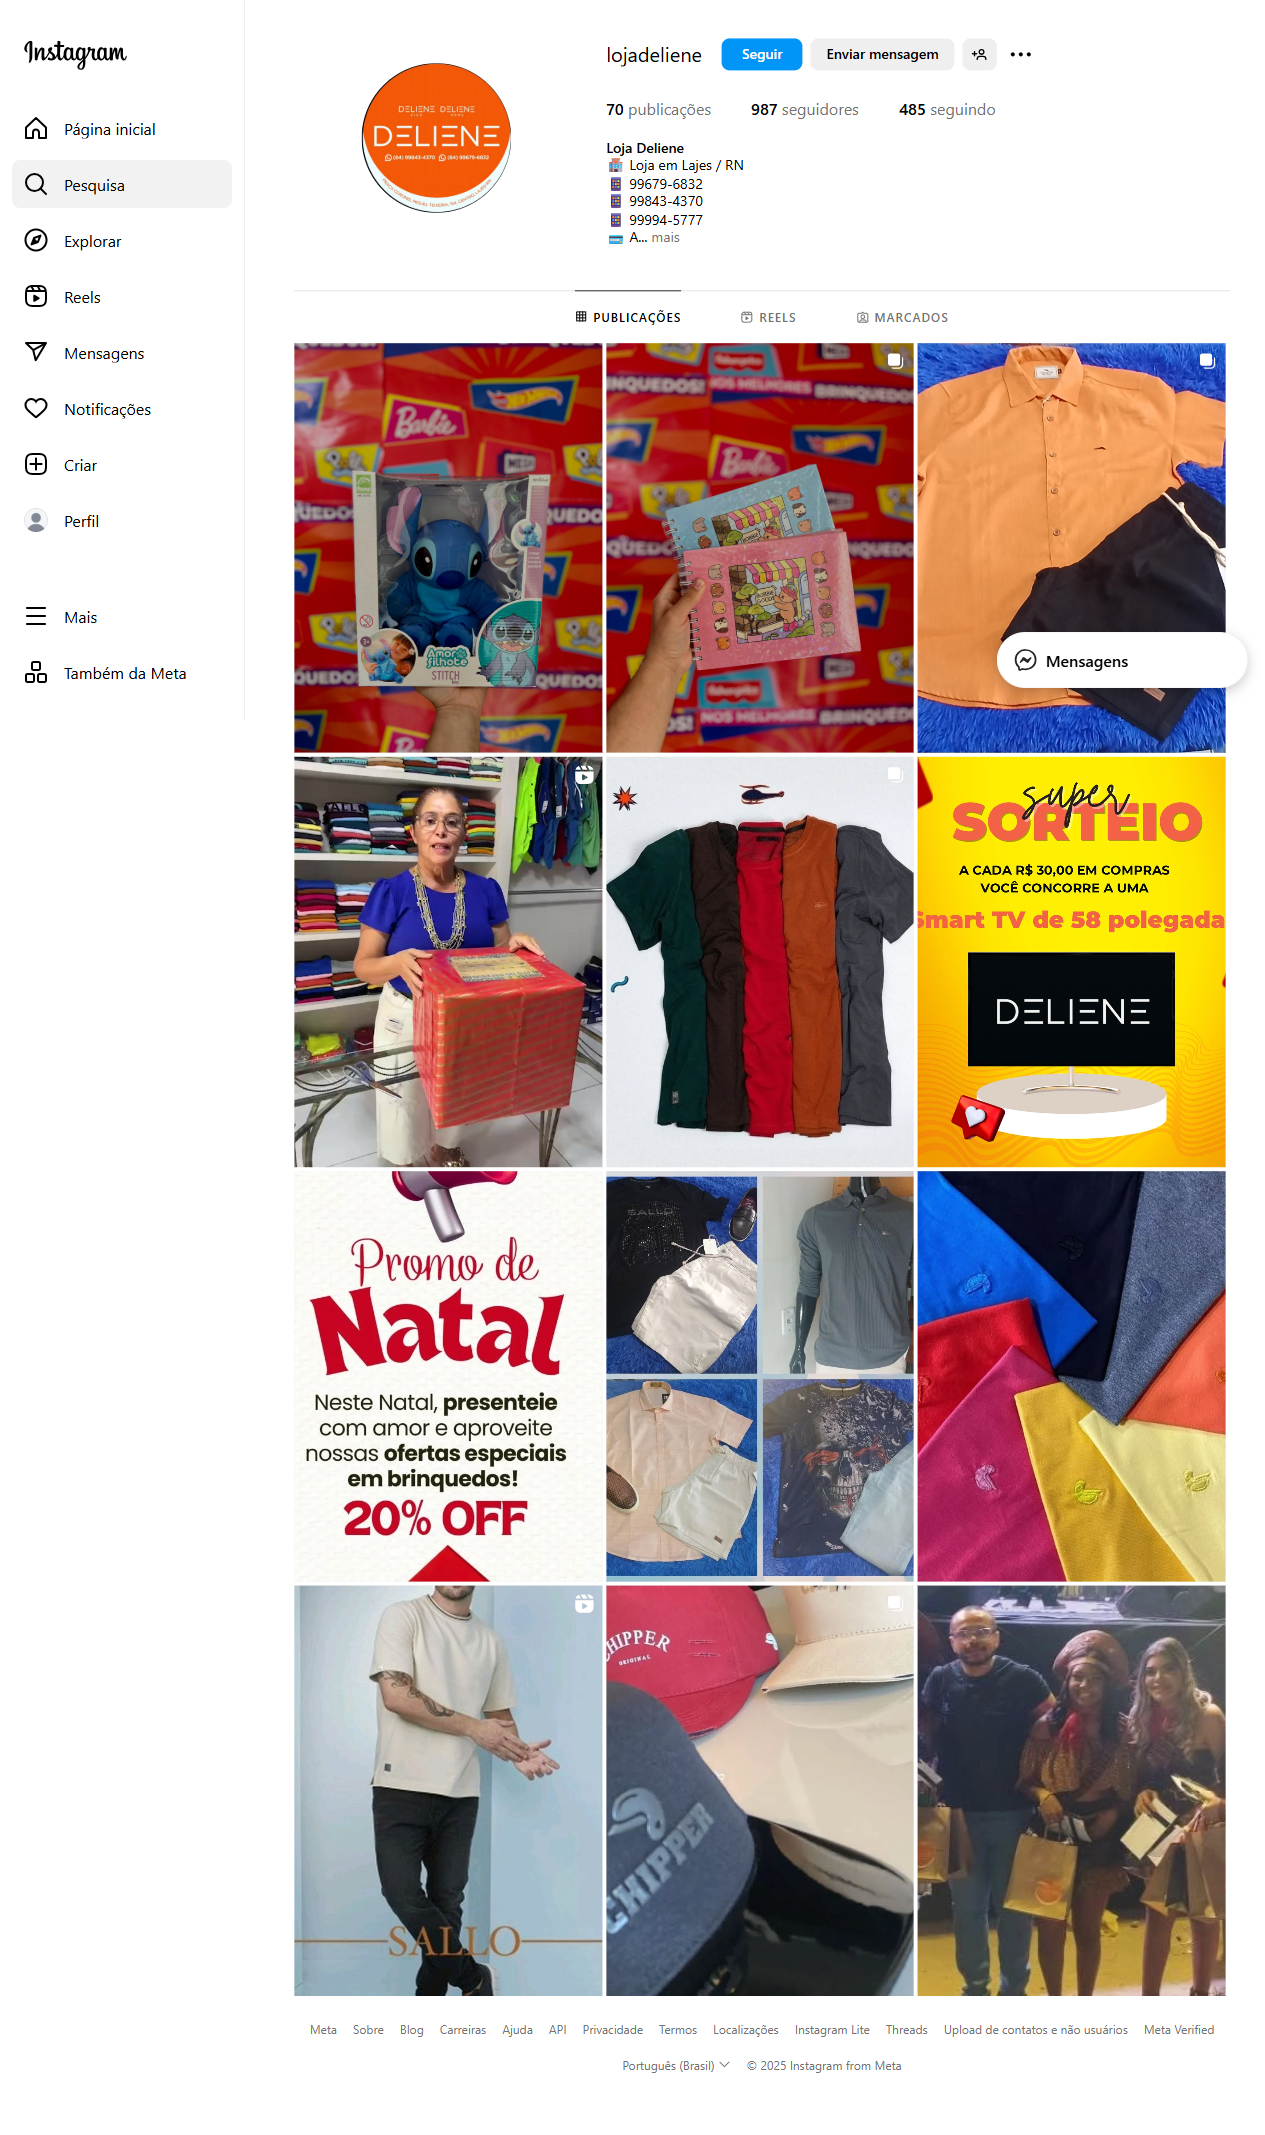 Instagram
Página inicial
Pesquisa
Explorar
Reels
Mensagens
Notificações
Criar
Perfil
Mais
Também da Meta
DELIENE DELIENE
DELIENE
(84) 99843-4370 (84) 99679-6832
lojadeliene
Seguir
Enviar mensagem
70 publicações 987 seguidores 485 seguindo
Loja Deliene
Loja em Lajes / RN
99679-6832
99843-4370
99994-5777
A... mais
PUBLICAÇÕES REELS MARCADOS
Barbie
Amor filhote
STITCH
INQUEDOS! NOS MELHORES BRINQUEDOS
Barbie
NOS MELHORES BRINQUEDOS
Mensagens
super
SORTEIO
A CADA R$ 30,00 EM COMPRAS
VOCÊ CONCORRE A UMA
Smart TV de 58 polegada
DELIENE
Promo de
Natal
Neste Natal, presenteie
com amor e aproveite
nossas ofertas especiais
em brinquedos!
20% OFF
SALLO
SALLO
CHIPPER
ORIGINAL
CHIPPER
Meta Sobre Blog Carreiras Ajuda API Privacidade Termos Localizações Instagram Lite Threads Upload de contatos e não usuários Meta Verified
Português (Brasil) © 2025 Instagram from Meta